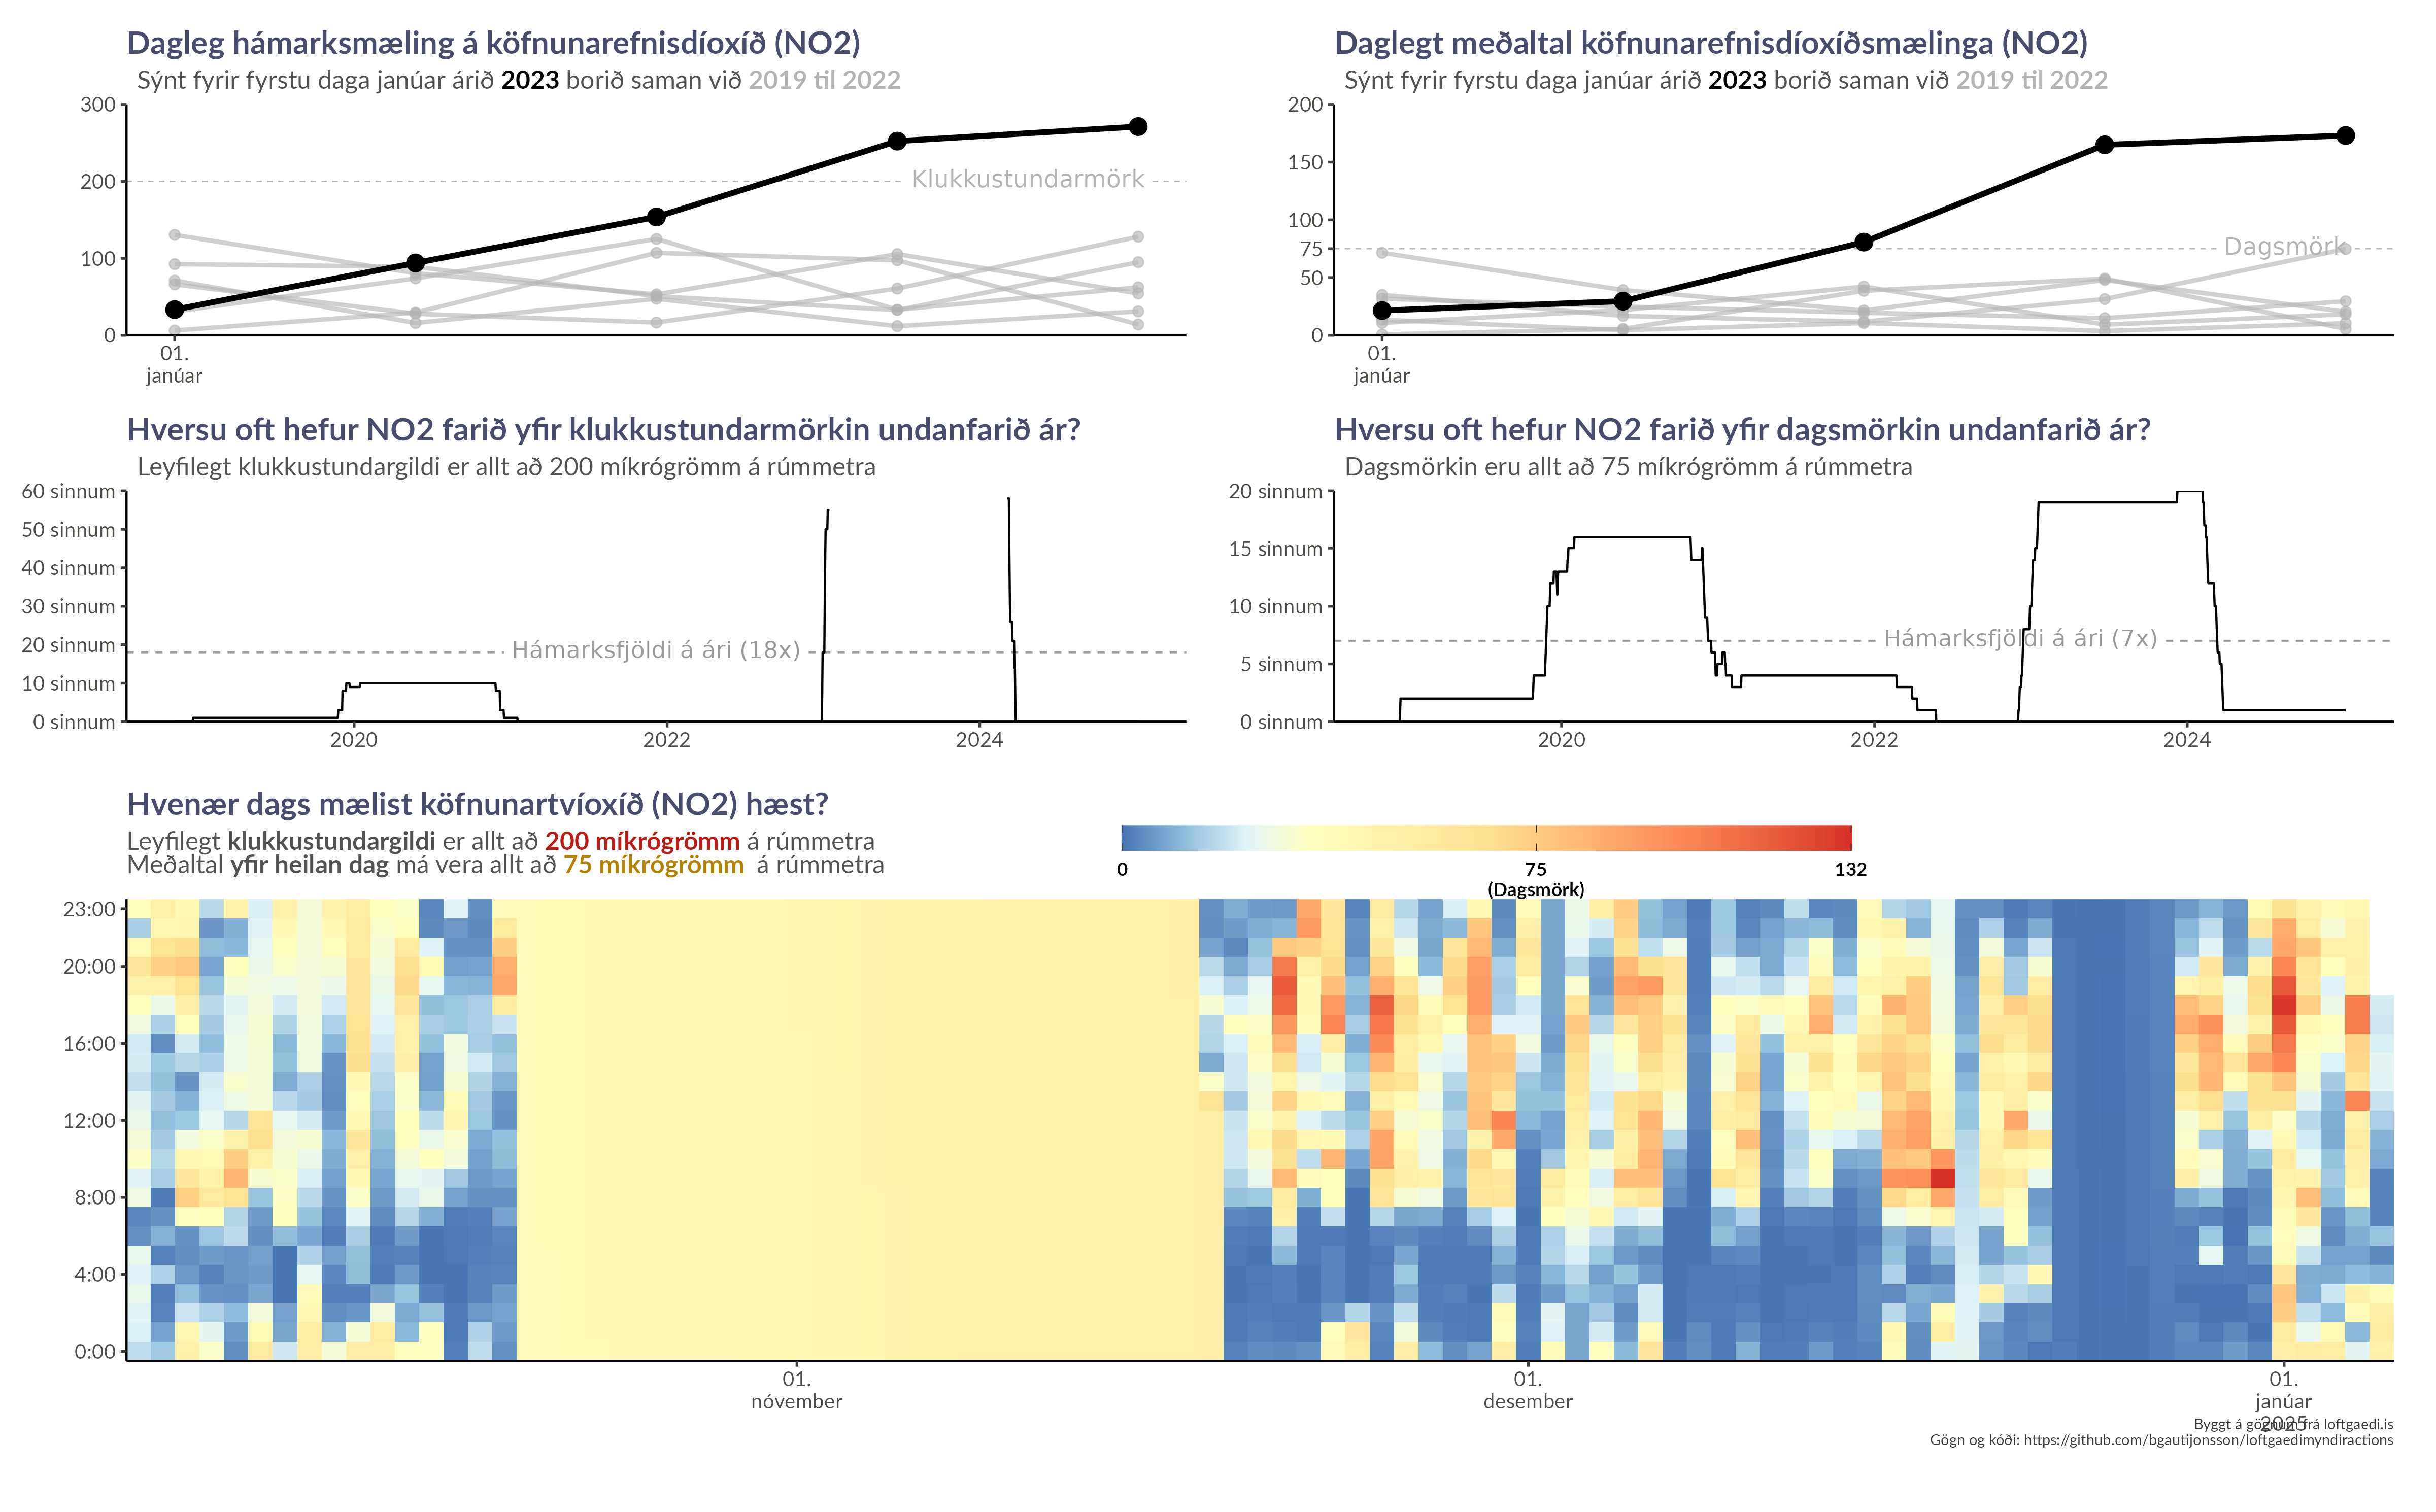 Dagleg hámarksmæling á köfnunarefnisdíoxíð (NO2)
Sýnt fyrir fyrstu daga janúar árið 2023 borið saman við 2019 til 2022
300
200
100
0
Klukkustundarmörk
01.
janúar
Daglegt meðaltal köfnunarefnisdíoxíðsmælinga (NO2)
Sýnt fyrir fyrstu daga janúar árið 2023 borið saman við 2019 til 2022
200
150
100
75
50
0
Dagsmörk
01.
janúar
Hversu oft hefur NO2 farið yfir klukkustundarmörkin undanfarið ár?
Leyfilegt klukkustundargildi er allt að 200 míkrógrömm á rúmmetra
60 sinnum
50 sinnum
40 sinnum
30 sinnum
20 sinnum
10 sinnum
0 sinnum
Hámarksfjöldi á ári (18x)
2020
2022
2024
Hversu oft hefur NO2 farið yfir dagsmörkin undanfarið ár?
Dagsmörkin eru allt að 75 míkrógrömm á rúmmetra
20 sinnum
15 sinnum
10 sinnum
5 sinnum
0 sinnum
Hámarksfjöldi á ári (7x)
2020
2022
2024
Hvenær dags mælist köfnunartvíoxíð (NO2) hæst?
Leyfilegt klukkustundargildi er allt að 200 míkrógrömm á rúmmetra
Meðaltal yfir heilan dag má vera allt að 75 míkrógrömm á rúmmetra
0
75
(Dagsmörk)
132
23:00
20:00
16:00
12:00
8:00
4:00
0:00
01.
nóvember
01.
desember
01.
janúar
2025
Byggt á gögnum frá loftgaedi.is
Gögn og kóði: https://github.com/bgautijonsson/loftgaedimyndiractions